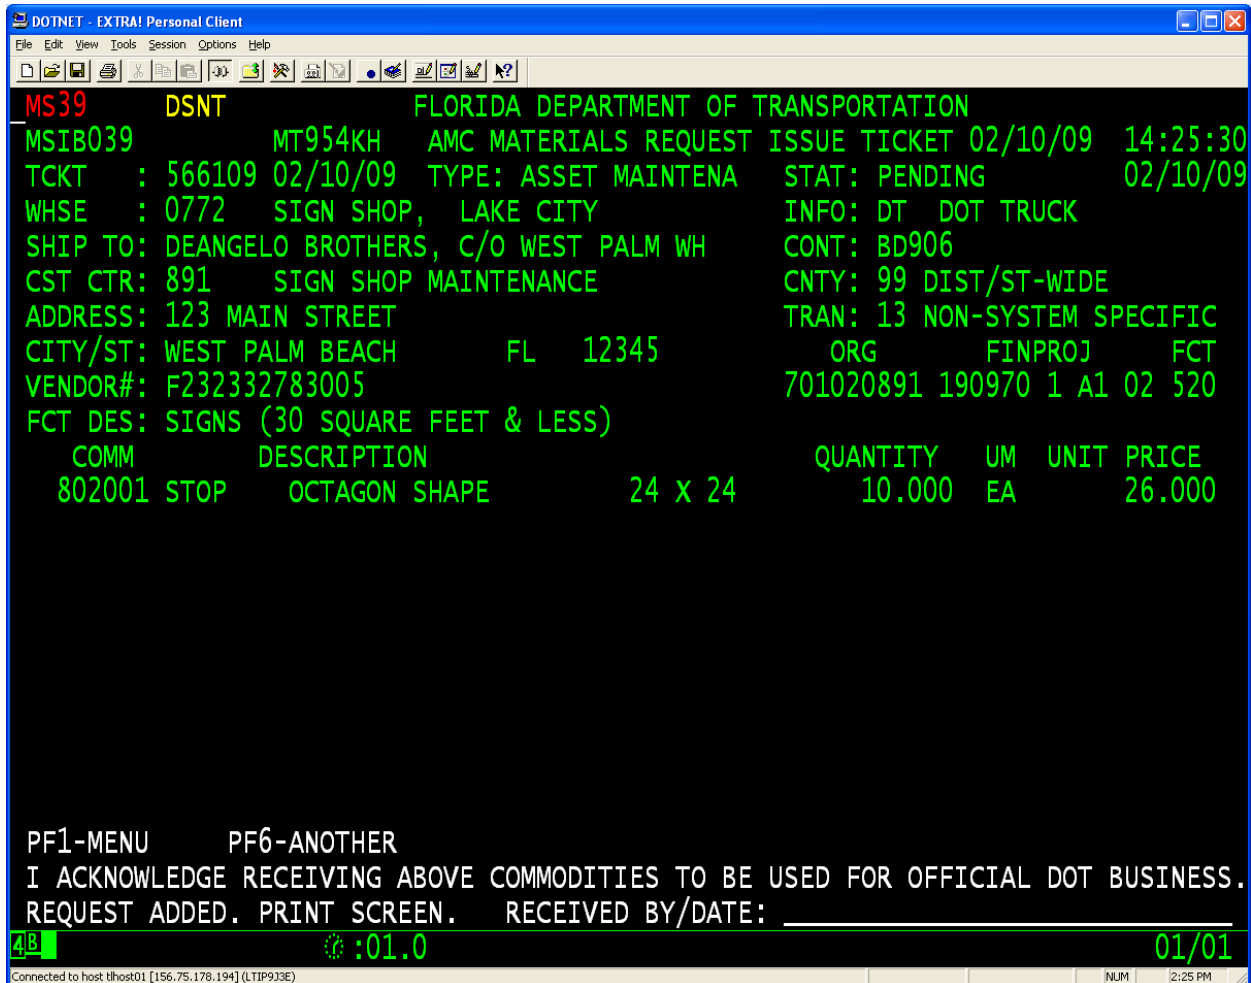 DOTNET - EXTRA! Personal Client
File Edit View Tools Session Options Help
MS39 DSNT FLORIDA DEPARTMENT OF TRANSPORTATION
MSIB039 MT954KH AMC MATERIALS REQUEST ISSUE TICKET 02/10/09 14:25:30
TCKT : 566109 02/10/09 TYPE: ASSET MAINTENA STAT: PENDING 02/10/09
WHSE : 0772 SIGN SHOP, LAKE CITY INFO: DT DOT TRUCK
SHIP TO: DEANGELO BROTHERS, C/O WEST PALM WH CONT: BD906
CST CTR: 891 SIGN SHOP MAINTENANCE CNTY: 99 DIST/ST-WIDE
ADDRESS: 123 MAIN STREET TRAN: 13 NON-SYSTEM SPECIFIC
CITY/ST: WEST PALM BEACH FL 12345 ORG FINPROJ FCT
VENDOR#: F232332783005 701020891 190970 1 A1 02 520
FCT DES: SIGNS (30 SQUARE FEET & LESS)
COMM DESCRIPTION QUANTITY UM UNIT PRICE
802001 STOP OCTAGON SHAPE 24 X 24 10.000 EA 26.000
PF1-MENU PF6-ANOTHER
I ACKNOWLEDGE RECEIVING ABOVE COMMODITIES TO BE USED FOR OFFICIAL DOT BUSINESS.
REQUEST ADDED. PRINT SCREEN. RECEIVED BY/DATE:
4B :01.0 01/01
Connected to host tlhost01 [156.75.178.194] (LTIP9J3E) NUM 2:25 PM